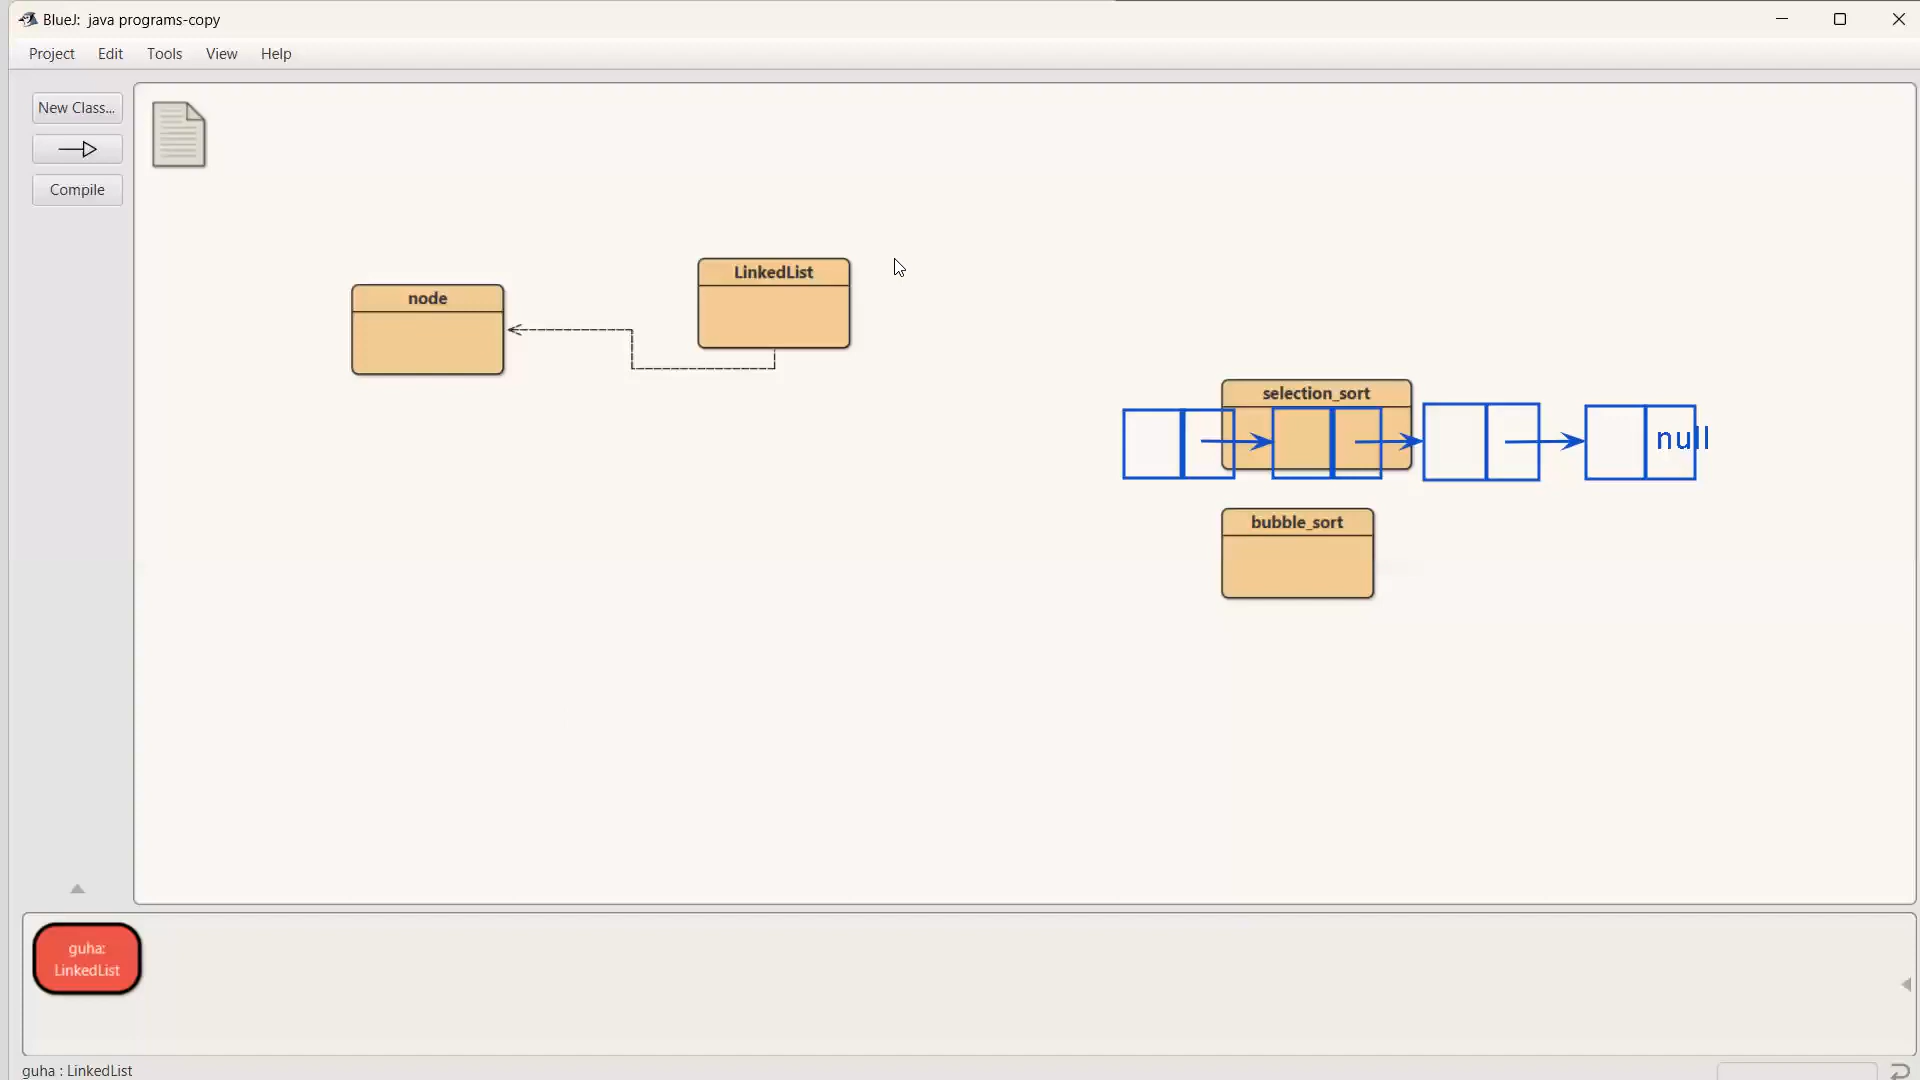 BlueJ: java programs-copy
Project Edit Tools View Help
New Class...
Compile
LinkedList
node
selection_sort
null
bubble_sort
guha:
LinkedList
guha : LinkedList